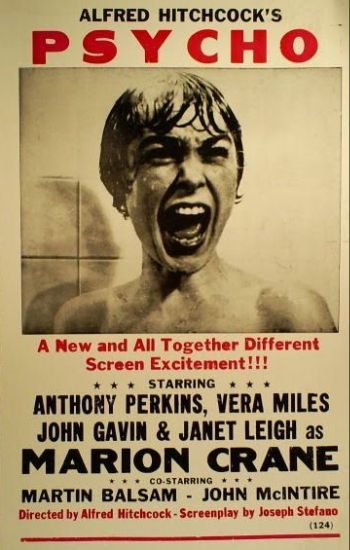 ALFRED HITCHCOCK'S
PSYCHO
A New and All Together Different
Screen Excitement!!!
★ ★ ★ STARRING ★ ★ ★
ANTHONY PERKINS, VERA MILES
JOHN GAVIN & JANET LEIGH as
MARION CRANE
★ ★ ★ CO-STARRING ★ ★ ★
MARTIN BALSAM - JOHN McINTIRE
Directed by Alfred Hitchcock - Screenplay by Joseph Stefano
(124)